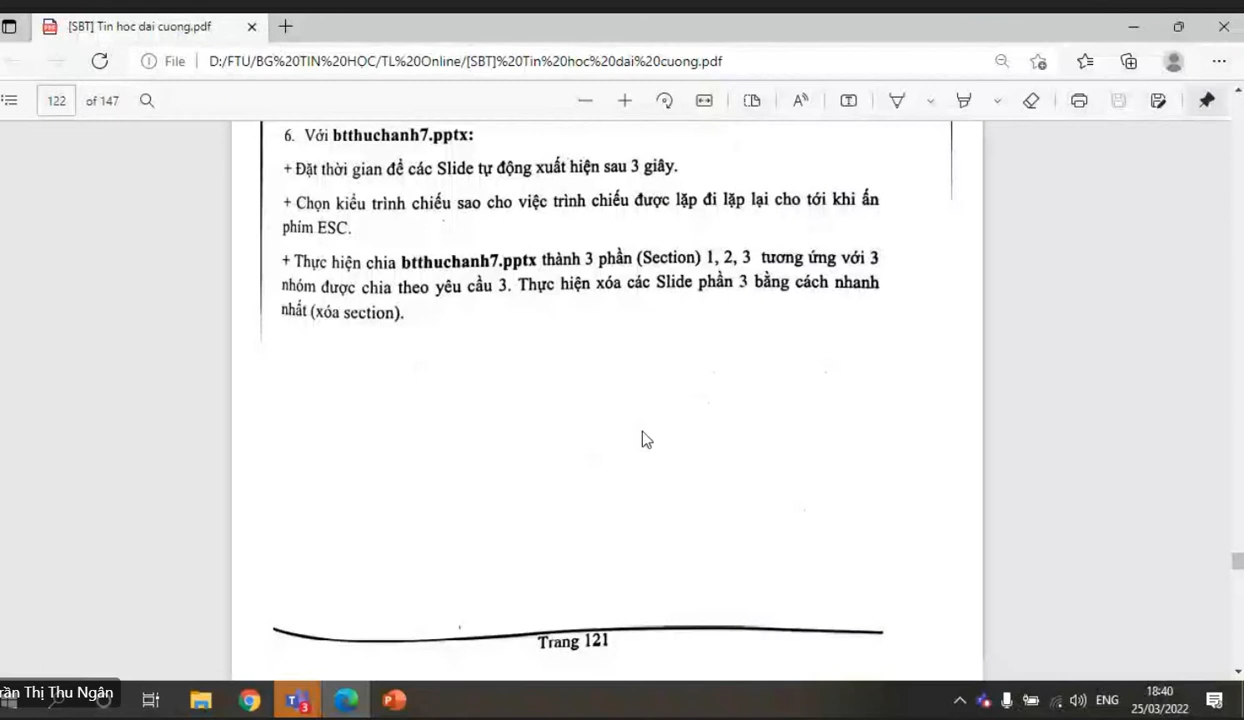 [SBT] Tin hoc dai cuong.pdf
File D:/FTU/BG%20TIN%20HỌC/TL%20Online/[SBT]%20Tin%20hoc%20dai%20cuong.pdf
122 of 147
6. Với btthuchanh7.pptx:
+ Đặt thời gian để các Slide tự động xuất hiện sau 3 giây.
+ Chọn kiểu trình chiếu sao cho việc trình chiếu được lặp đi lặp lại cho tới khi ấn
phím ESC.
+ Thực hiện chia btthuchanh7.pptx thành 3 phần (Section) 1, 2, 3 tương ứng với 3
nhóm được chia theo yêu cầu 3. Thực hiện xóa các Slide phần 3 bằng cách nhanh
nhất (xóa section).
Trang 121
rần Thị Thu Ngân
3
ENG
18:40
25/03/2022